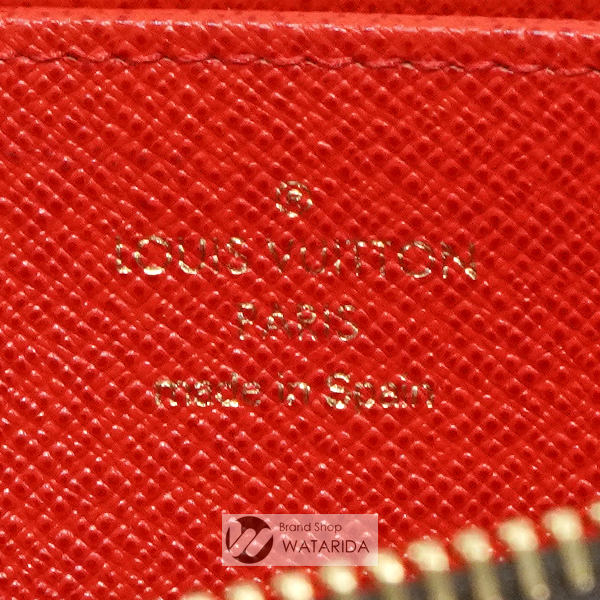 ®
LOUIS VUITTON
PARIS
made in Spain
Brand Shop
WATARIDA